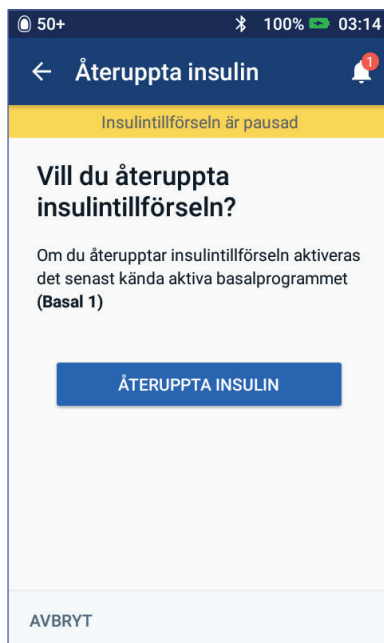 50+ 100% 03:14
Återuppta insulin 1
Insulintillförseln är pausad
Vill du återuppta
insulintillförseln?
Om du återupptar insulintillförseln aktiveras
det senast kända aktiva basalprogrammet
(Basal 1)
ÅTERUPPTA INSULIN
AVBRYT